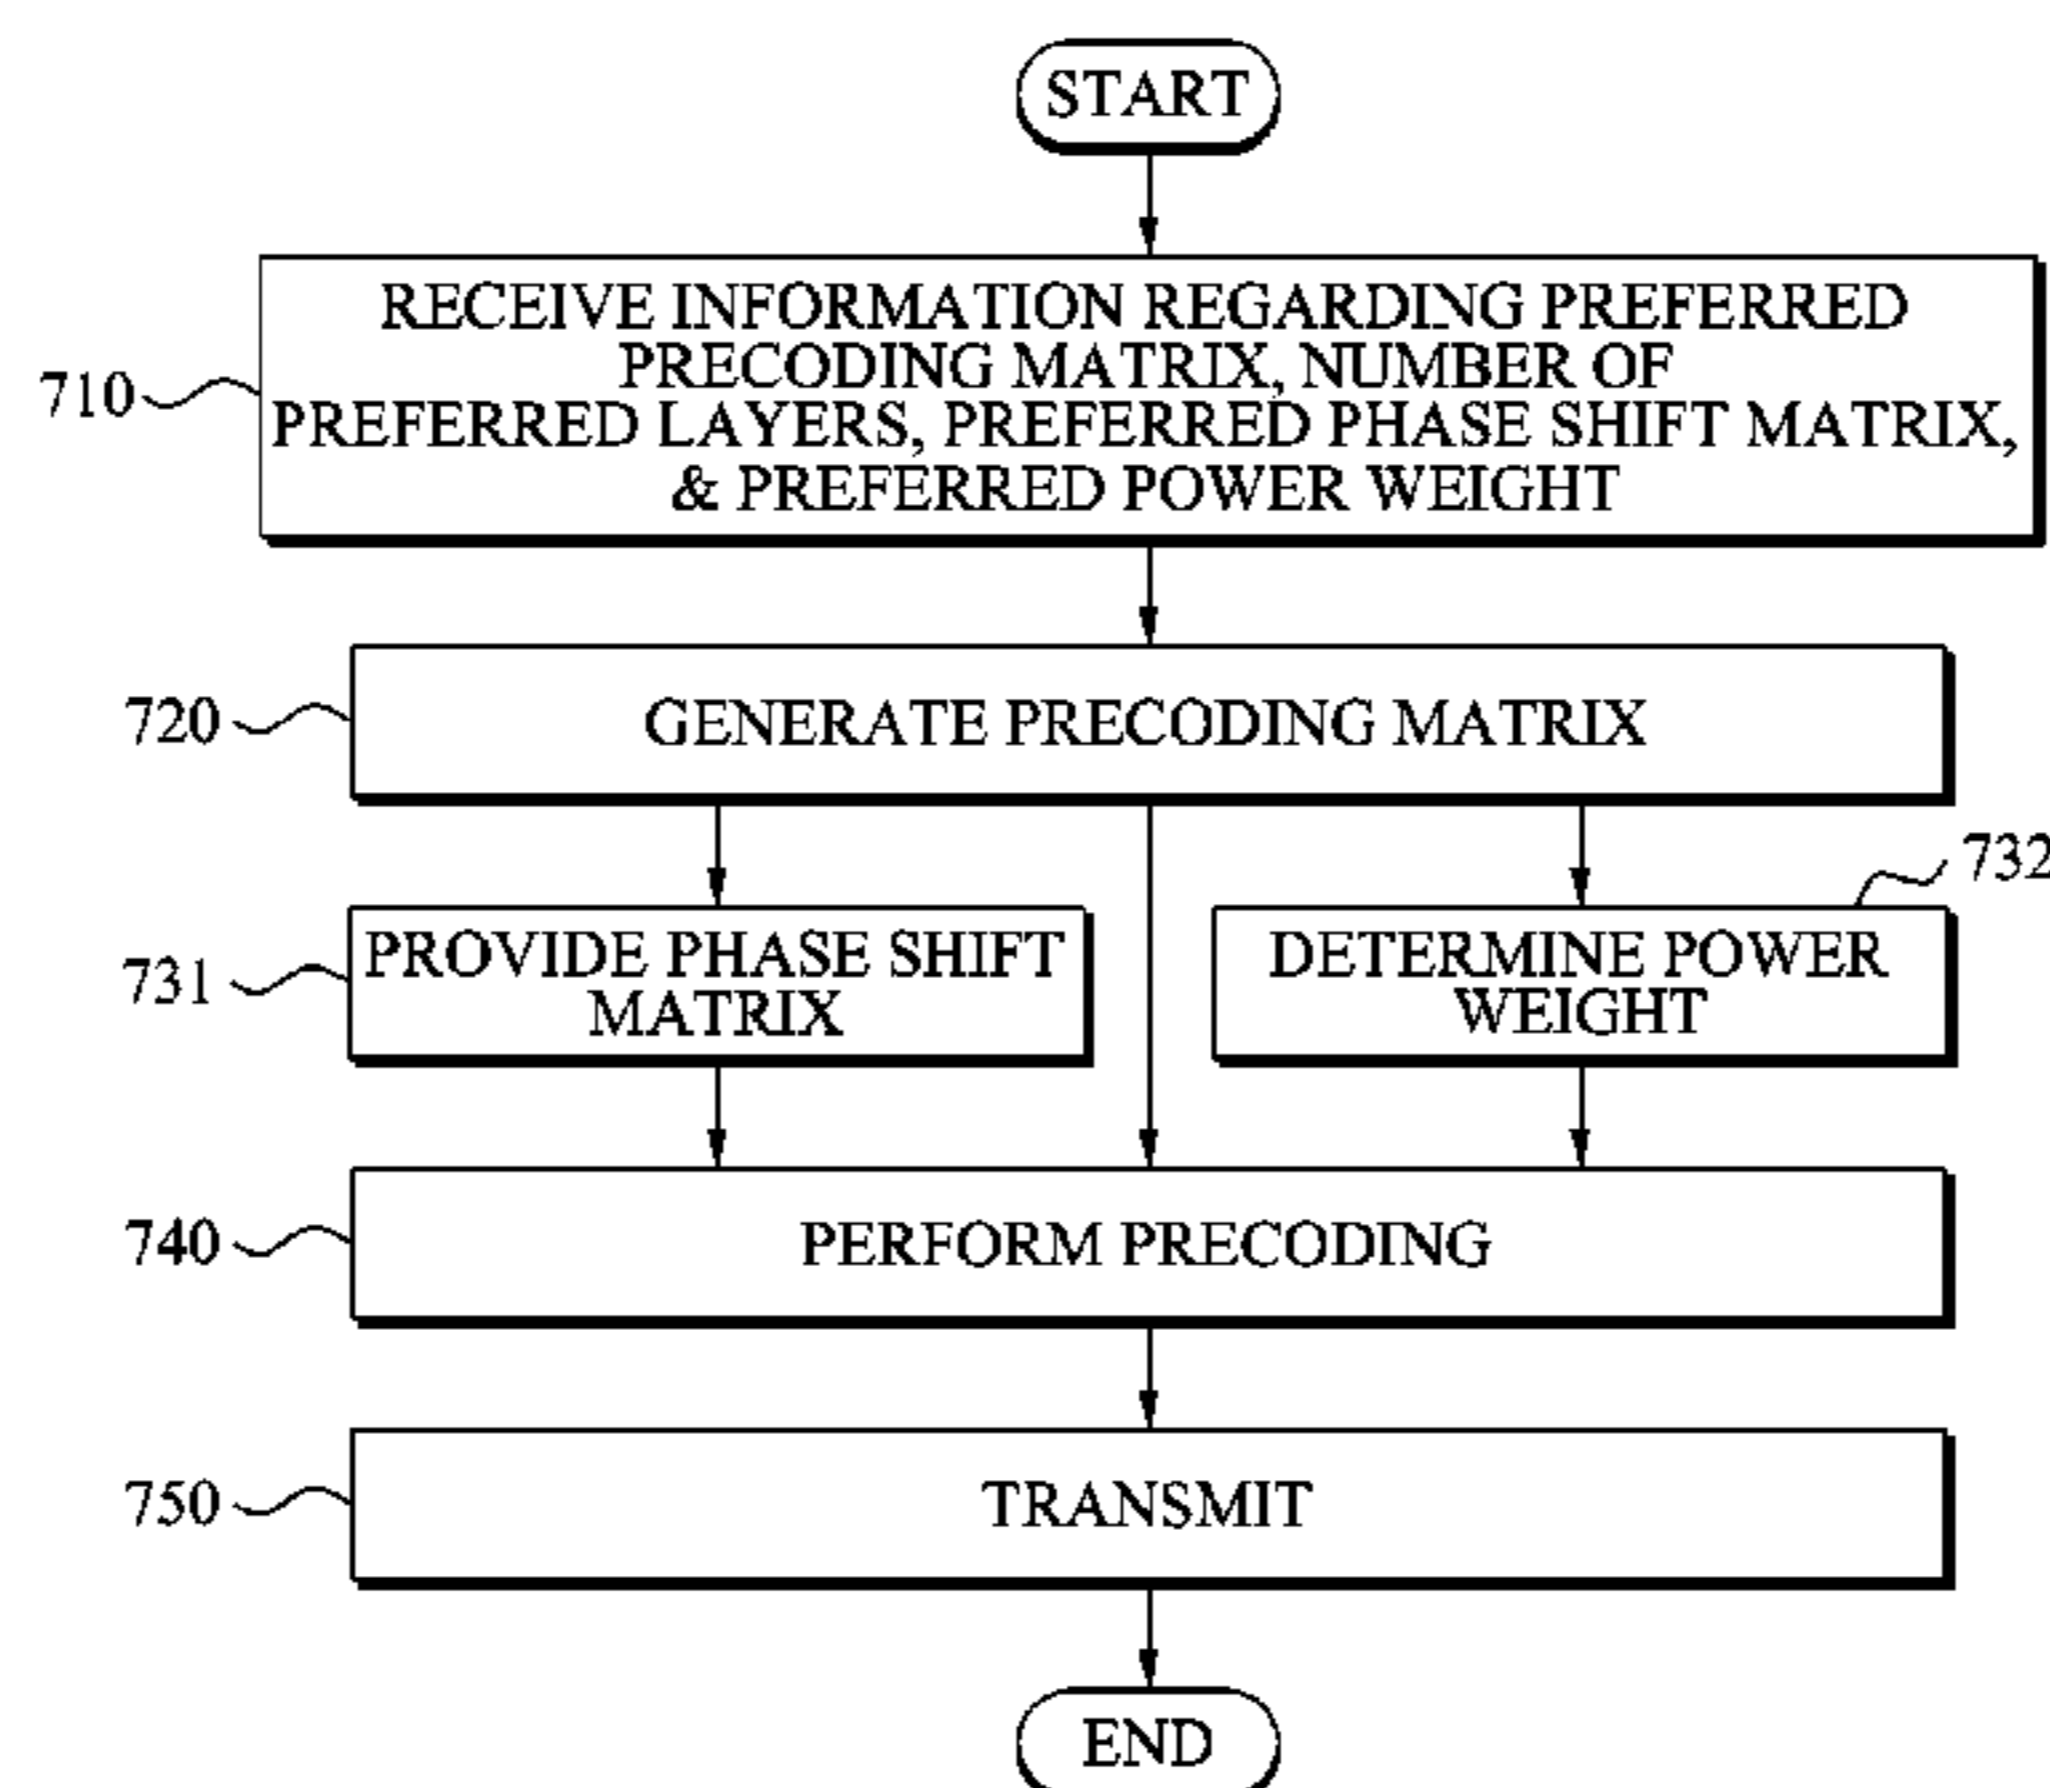 START
RECEIVE INFORMATION REGARDING PREFERRED
PRECODING MATRIX, NUMBER OF
PREFERRED LAYERS, PREFERRED PHASE SHIFT MATRIX,
& PREFERRED POWER WEIGHT
710
GENERATE PRECODING MATRIX
720
732
PROVIDE PHASE SHIFT
MATRIX
731
DETERMINE POWER
WEIGHT
PERFORM PRECODING
740
TRANSMIT
750
END